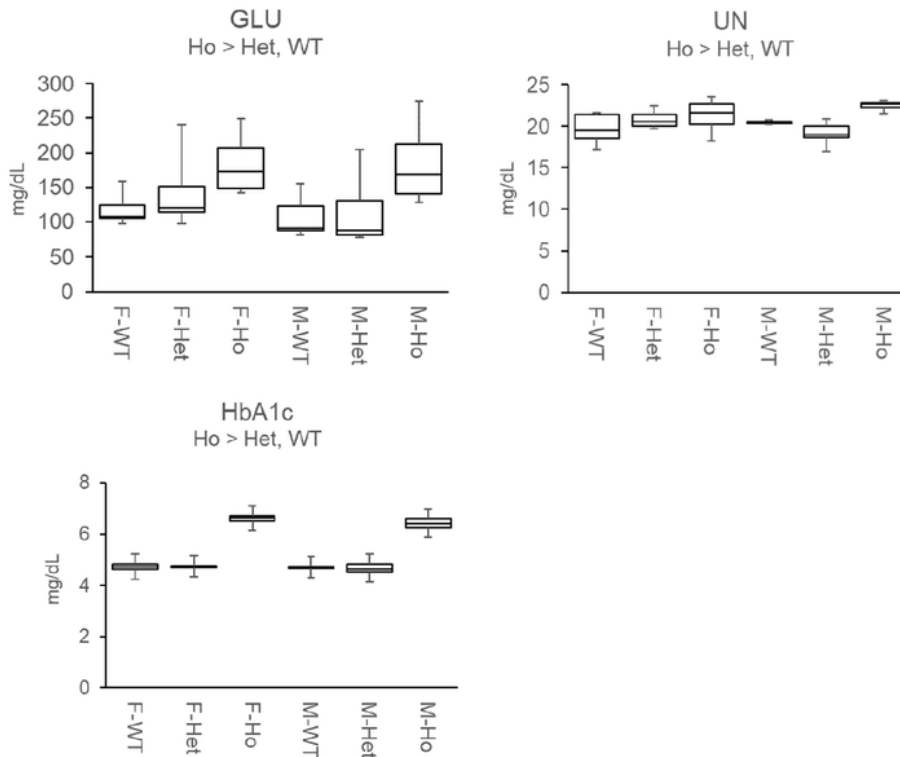 GLU
Ho > Het, WT
300
250
200
150
100
50
0
mg/dL
F-WT
F-Het
F-Ho
M-WT
M-Het
M-Ho
UN
Ho > Het, WT
25
20
15
10
5
0
mg/dL
F-WT
F-Het
F-Ho
M-WT
M-Het
M-Ho
HbA1c
Ho > Het, WT
8
6
4
2
0
mg/dL
F-WT
F-Het
F-Ho
M-WT
M-Het
M-Ho